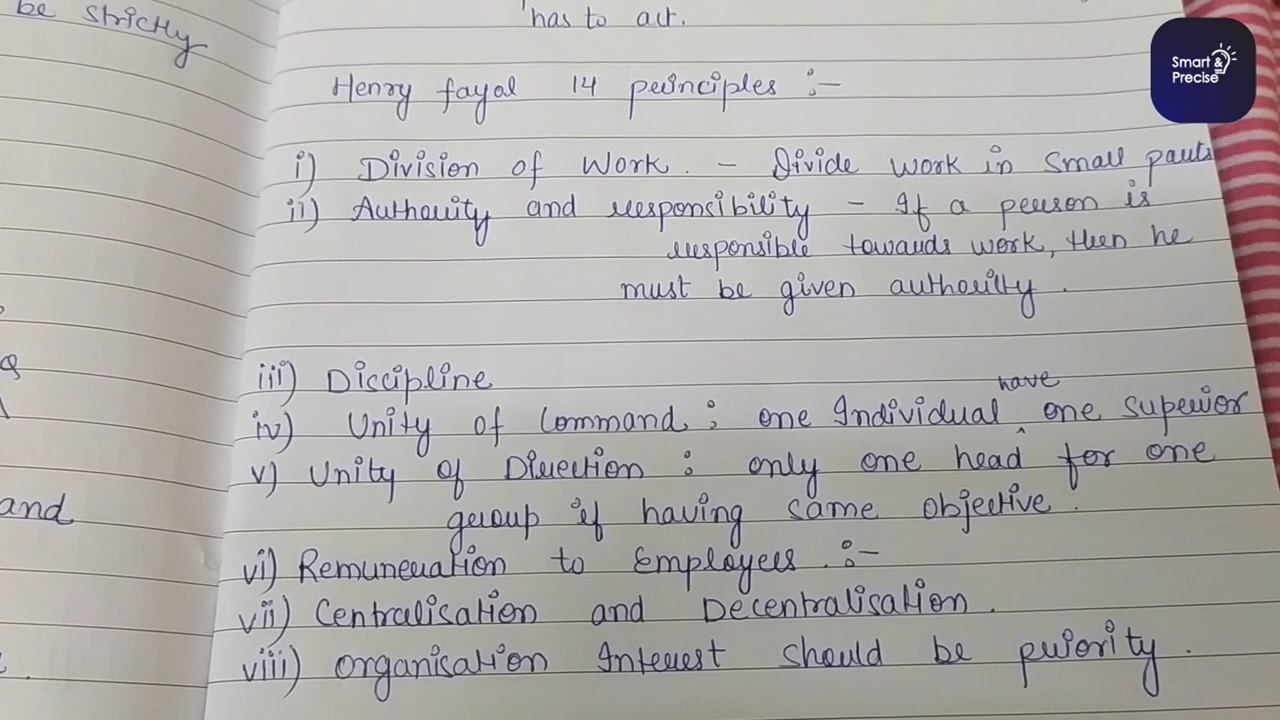 be strictly
has to act.
Smart &
Precise
Henry fayal 14 peinciples :-
i) Division of Work. - Divide work in small parts
ii) Authority and responsibility - If a person is
responsible towards work, then he
must be given authority.
iii) Discipline
have
iv) Unity of Command ; one Individual ^ one superior
v) Unity of Direction : only one head for one
group if having same objective.
and
vi) Remuneration to Employees. :-
vii) Centralisation and Decentralisation.
viii) Organisation Interest should be priority.